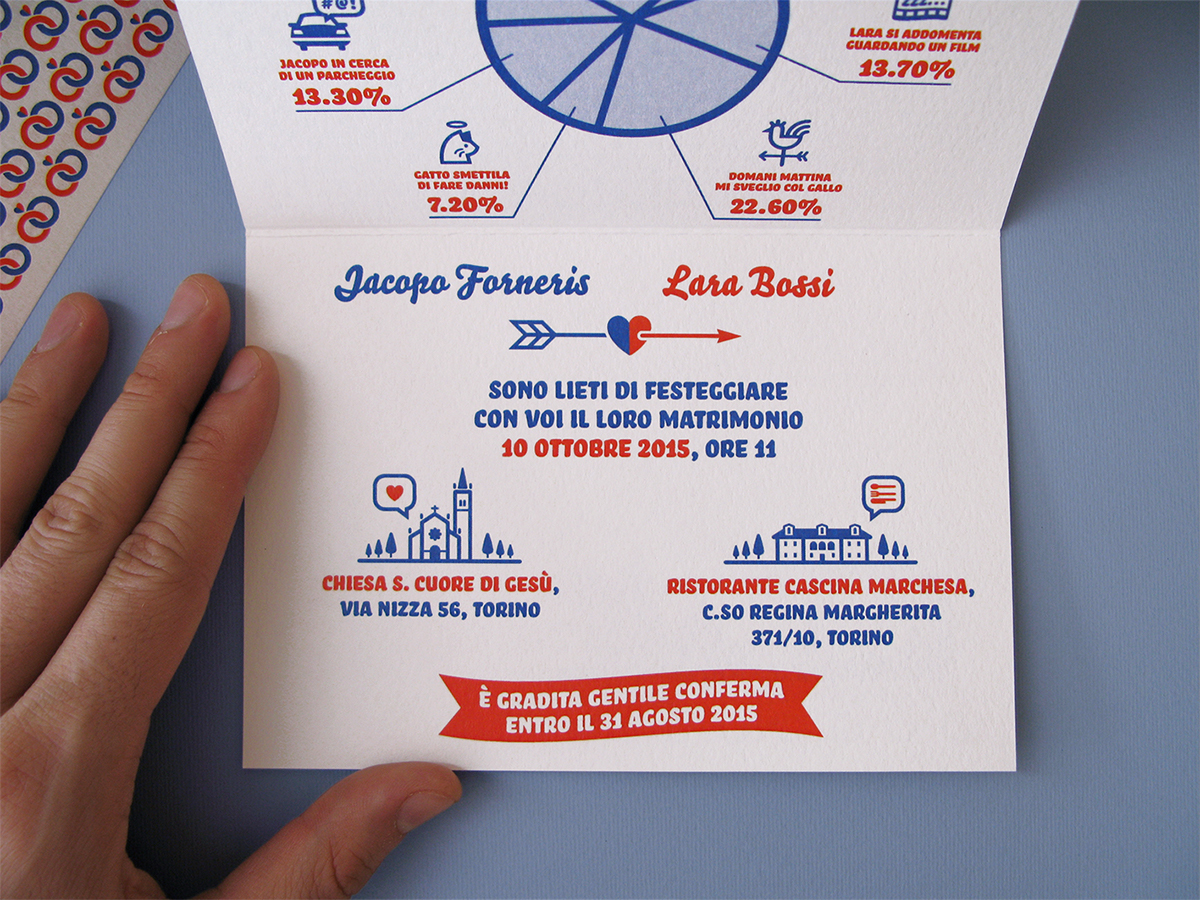 #@!
JACOPO IN CERCA
DI UN PARCHEGGIO
13.30%
LARA SI ADDOMENTA
GUARDANDO UN FILM
13.70%
GATTO SMETTILA
DI FARE DANNI!
7.20%
DOMANI MATTINA
MI SVEGLIO COL GALLO
22.60%
Jacopo Forneris
Lara Bossi
SONO LIETI DI FESTEGGIARE
CON VOI IL LORO MATRIMONIO
10 OTTOBRE 2015, ORE 11
CHIESA S. CUORE DI GESÙ,
VIA NIZZA 56, TORINO
RISTORANTE CASCINA MARCHESA,
C.SO REGINA MARGHERITA
371/10, TORINO
È GRADITA GENTILE CONFERMA
ENTRO IL 31 AGOSTO 2015